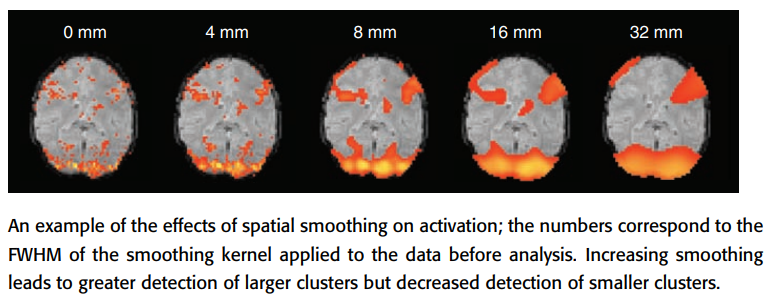 0 mm 4 mm 8 mm 16 mm 32 mm
An example of the effects of spatial smoothing on activation; the numbers correspond to the
FWHM of the smoothing kernel applied to the data before analysis. Increasing smoothing
leads to greater detection of larger clusters but decreased detection of smaller clusters.